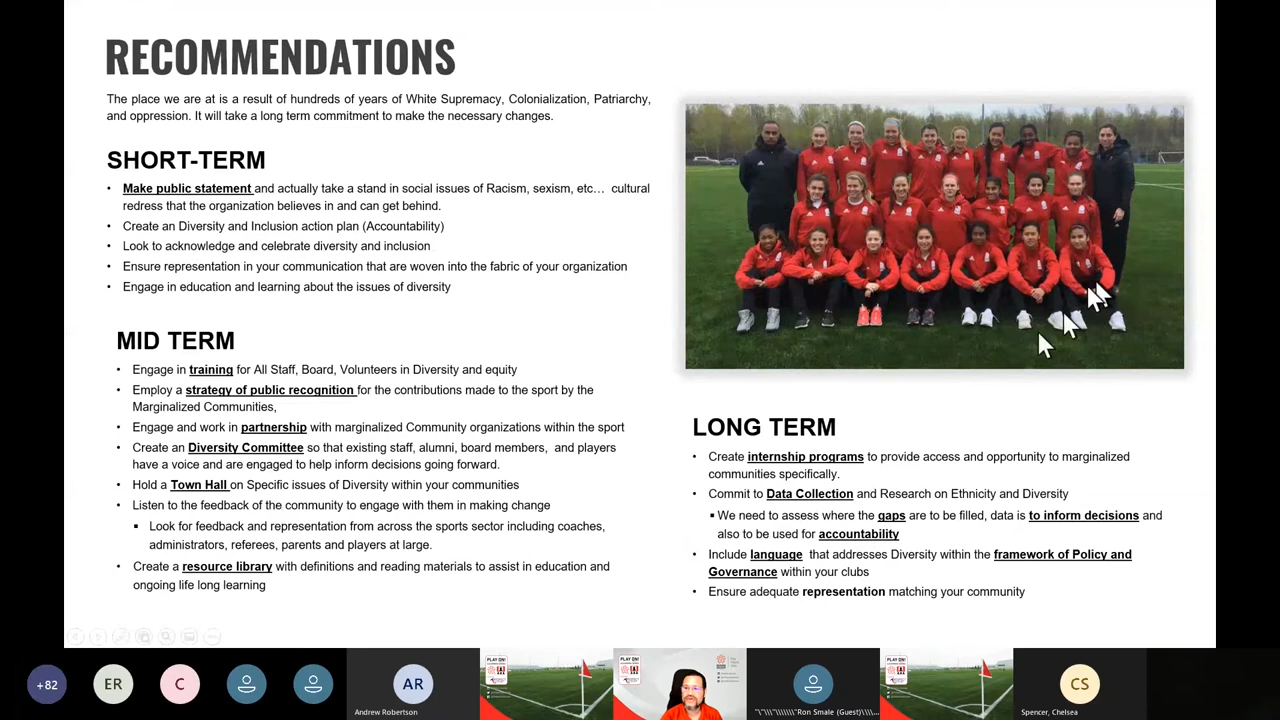 RECOMMENDATIONS
The place we are at is a result of hundreds of years of White Supremacy, Colonialization, Patriarchy,
and oppression. It will take a long term commitment to make the necessary changes.
SHORT-TERM
• Make public statement and actually take a stand in social issues of Racism, sexism, etc… cultural
redress that the organization believes in and can get behind.
• Create an Diversity and Inclusion action plan (Accountability)
• Look to acknowledge and celebrate diversity and inclusion
• Ensure representation in your communication that are woven into the fabric of your organization
• Engage in education and learning about the issues of diversity
MID TERM
• Engage in training for All Staff, Board, Volunteers in Diversity and equity
• Employ a strategy of public recognition for the contributions made to the sport by the
Marginalized Communities,
• Engage and work in partnership with marginalized Community organizations within the sport
• Create an Diversity Committee so that existing staff, alumni, board members, and players
have a voice and are engaged to help inform decisions going forward.
• Hold a Town Hall on Specific issues of Diversity within your communities
• Listen to the feedback of the community to engage with them in making change
▪ Look for feedback and representation from across the sports sector including coaches,
administrators, referees, parents and players at large.
• Create a resource library with definitions and reading materials to assist in education and
ongoing life long learning
LONG TERM
• Create internship programs to provide access and opportunity to marginalized
communities specifically.
• Commit to Data Collection and Research on Ethnicity and Diversity
▪ We need to assess where the gaps are to be filled, data is to inform decisions and
also to be used for accountability
• Include language that addresses Diversity within the framework of Policy and
Governance within your clubs
• Ensure adequate representation matching your community
+82
ER
C
AR
Andrew Robertson
PLAY ON!
"\"\\\"\\\\\\\"Ron Smale (Guest)\\\\...
PLAY ON!
CS
Spencer, Chelsea